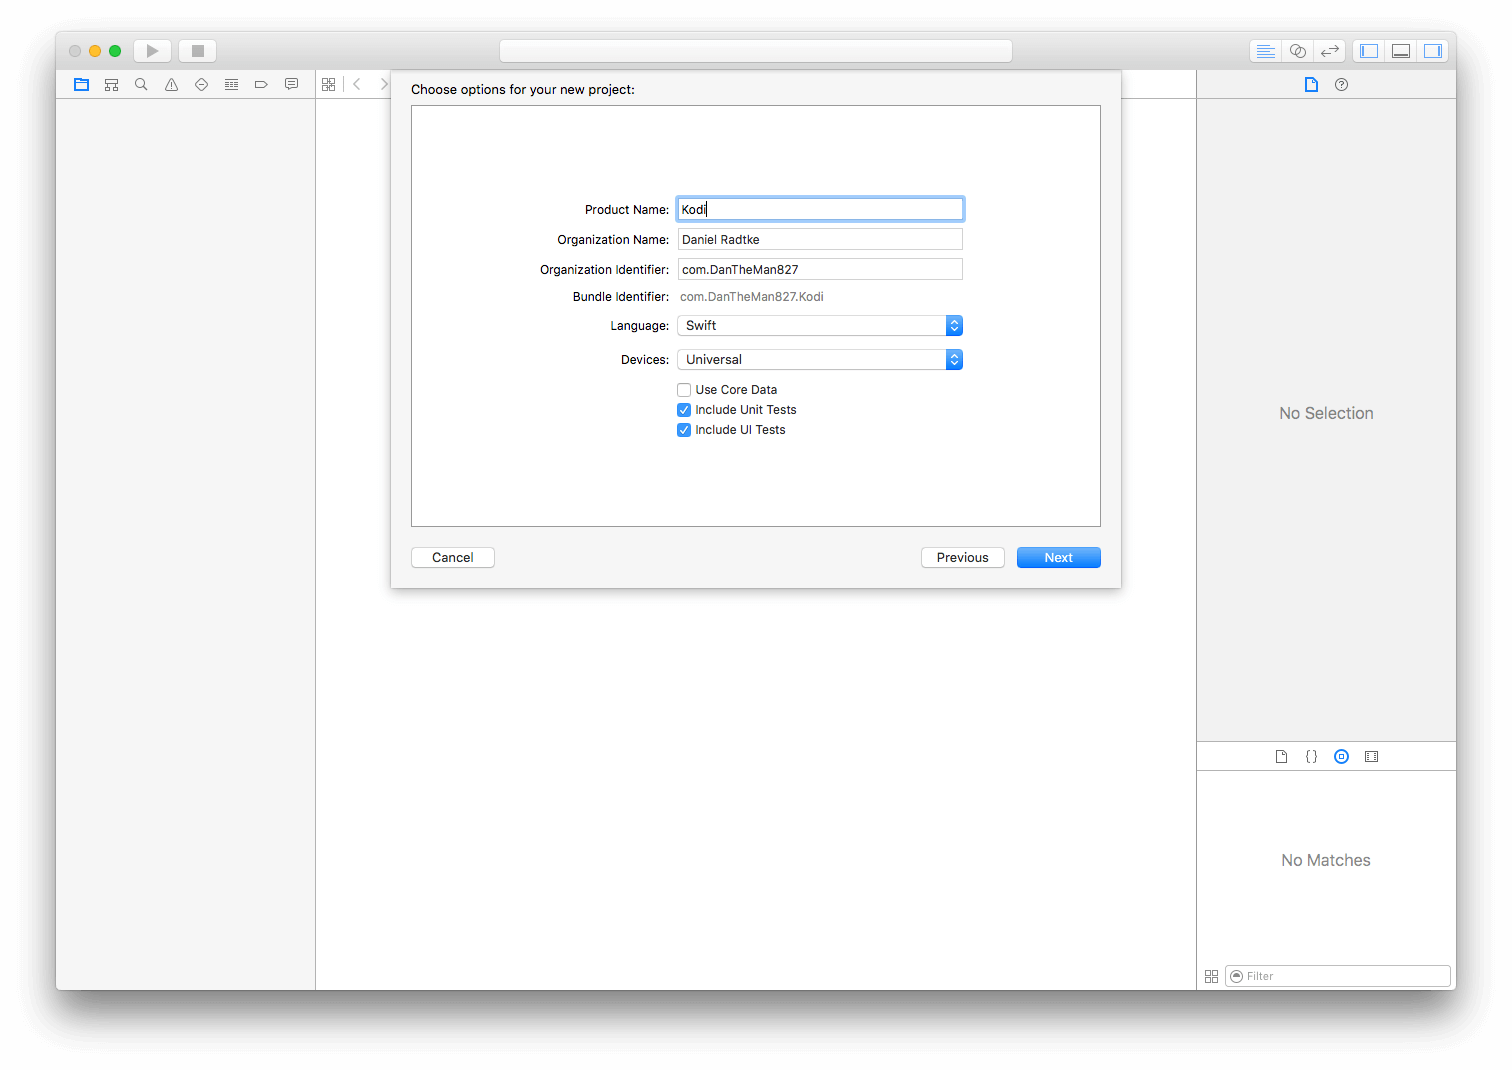 Choose options for your new project:
Product Name: Kodi
Organization Name: Daniel Radtke
Organization Identifier: com.DanTheMan827
Bundle Identifier: com.DanTheMan827.Kodi
Language: Swift
Devices: Universal
Use Core Data
Include Unit Tests
Include UI Tests
Cancel Previous Next
No Selection
No Matches
Filter